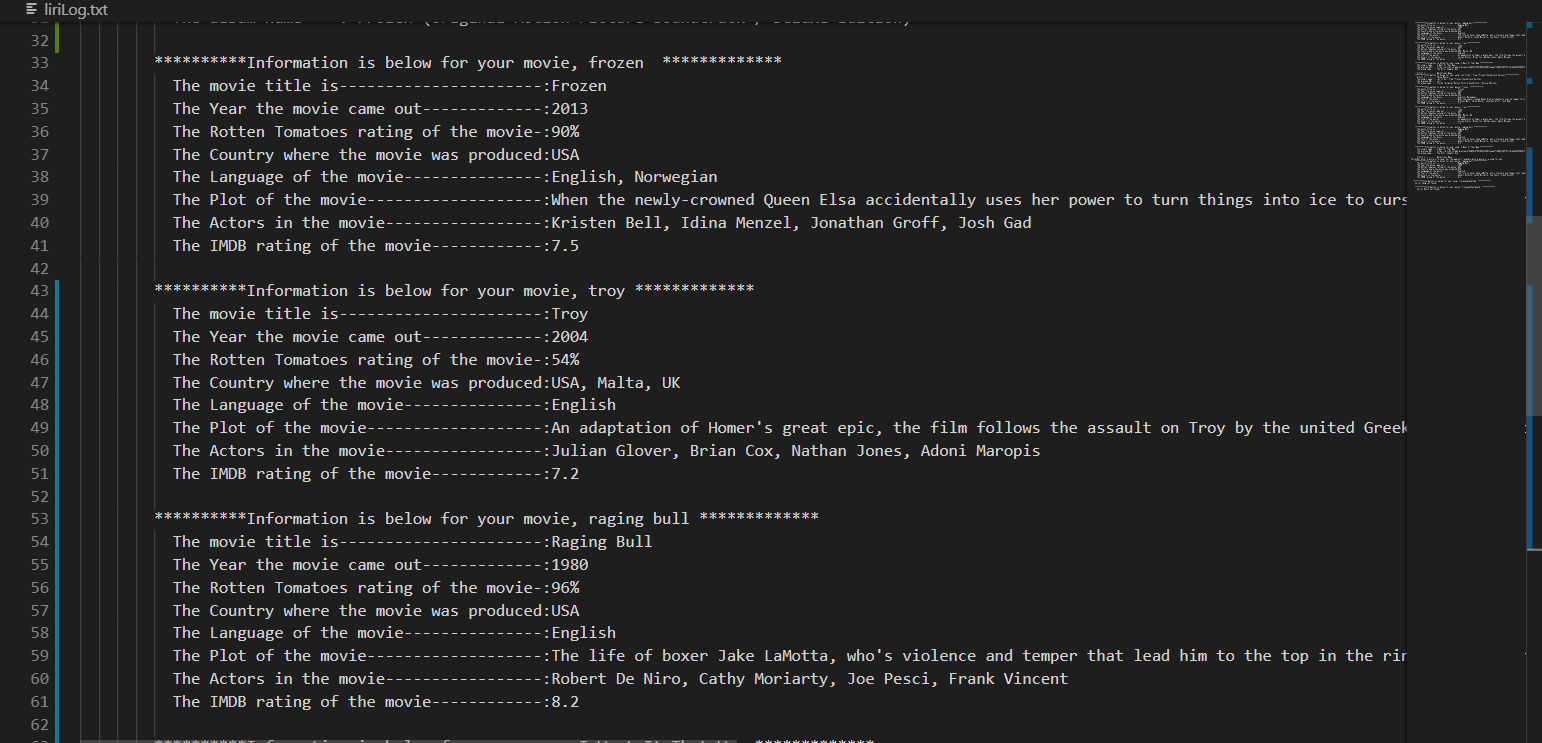 liriLog.txt
32
33 **********Information is below for your movie, frozen  *************
34 The movie title is----------------------:Frozen
35 The Year the movie came out-------------:2013
36 The Rotten Tomatoes rating of the movie-:90%
37 The Country where the movie was produced:USA
38 The Language of the movie---------------:English, Norwegian
39 The Plot of the movie-------------------:When the newly-crowned Queen Elsa accidentally uses her power to turn things into ice to curs
40 The Actors in the movie-----------------:Kristen Bell, Idina Menzel, Jonathan Groff, Josh Gad
41 The IMDB rating of the movie------------:7.5
42
43 **********Information is below for your movie, troy *************
44 The movie title is----------------------:Troy
45 The Year the movie came out-------------:2004
46 The Rotten Tomatoes rating of the movie-:54%
47 The Country where the movie was produced:USA, Malta, UK
48 The Language of the movie---------------:English
49 The Plot of the movie-------------------:An adaptation of Homer's great epic, the film follows the assault on Troy by the united Greek
50 The Actors in the movie-----------------:Julian Glover, Brian Cox, Nathan Jones, Adoni Maropis
51 The IMDB rating of the movie------------:7.2
52
53 **********Information is below for your movie, raging bull *************
54 The movie title is----------------------:Raging Bull
55 The Year the movie came out-------------:1980
56 The Rotten Tomatoes rating of the movie-:96%
57 The Country where the movie was produced:USA
58 The Language of the movie---------------:English
59 The Plot of the movie-------------------:The life of boxer Jake LaMotta, who's violence and temper that lead him to the top in the rin
60 The Actors in the movie-----------------:Robert De Niro, Cathy Moriarty, Joe Pesci, Frank Vincent
61 The IMDB rating of the movie------------:8.2
62